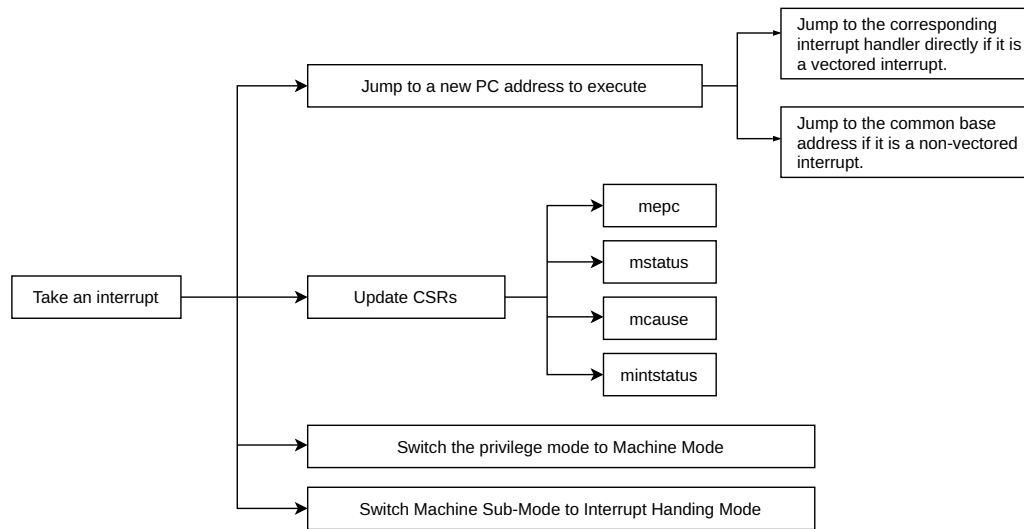 Jump to the corresponding
interrupt handler directly if it is
a vectored interrupt.
Jump to a new PC address to execute
Jump to the common base
address if it is a non-vectored
interrupt.
mepc
mstatus
Take an interrupt
Update CSRs
mcause
mintstatus
Switch the privilege mode to Machine Mode
Switch Machine Sub-Mode to Interrupt Handing Mode